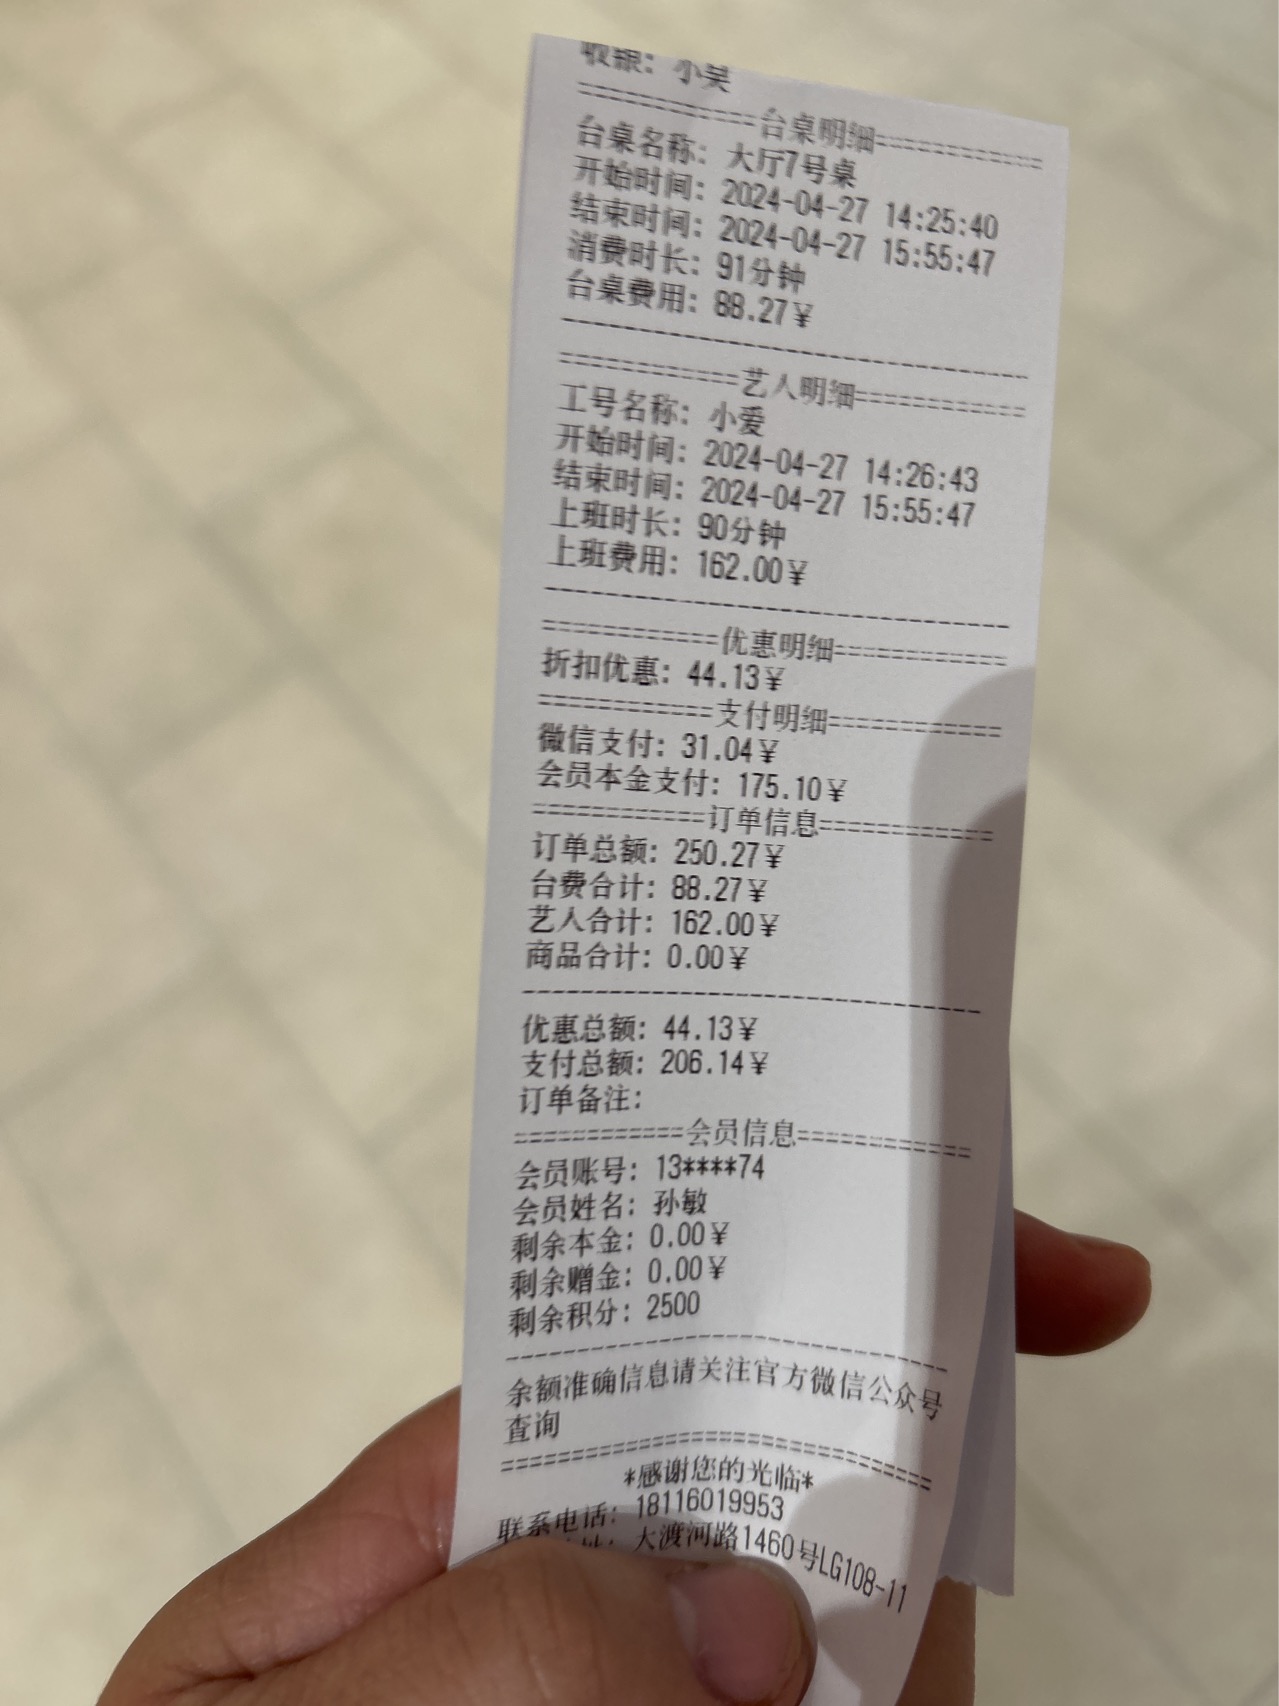 收银: 小吴
============台桌明细============
台桌名称: 大厅7号桌
开始时间: 2024-04-27 14:25:40
结束时间: 2024-04-27 15:55:47
消费时长: 91分钟
台桌费用: 88.27¥
--------------------------------
============艺人明细============
工号名称: 小爱
开始时间: 2024-04-27 14:26:43
结束时间: 2024-04-27 15:55:47
上班时长: 90分钟
上班费用: 162.00¥
--------------------------------
============优惠明细============
折扣优惠: 44.13¥
============支付明细============
微信支付: 31.04¥
会员本金支付: 175.10¥
============订单信息============
订单总额: 250.27¥
台费合计: 88.27¥
艺人合计: 162.00¥
商品合计: 0.00¥
--------------------------------
优惠总额: 44.13¥
支付总额: 206.14¥
订单备注:
============会员信息============
会员账号: 13****74
会员姓名: 孙敏
剩余本金: 0.00¥
剩余赠金: 0.00¥
剩余积分: 2500
--------------------------------
余额准确信息请关注官方微信公众号
查询
================================
*感谢您的光临*
联系电话: 18116019953
址: 大渡河路1460号LG108-11